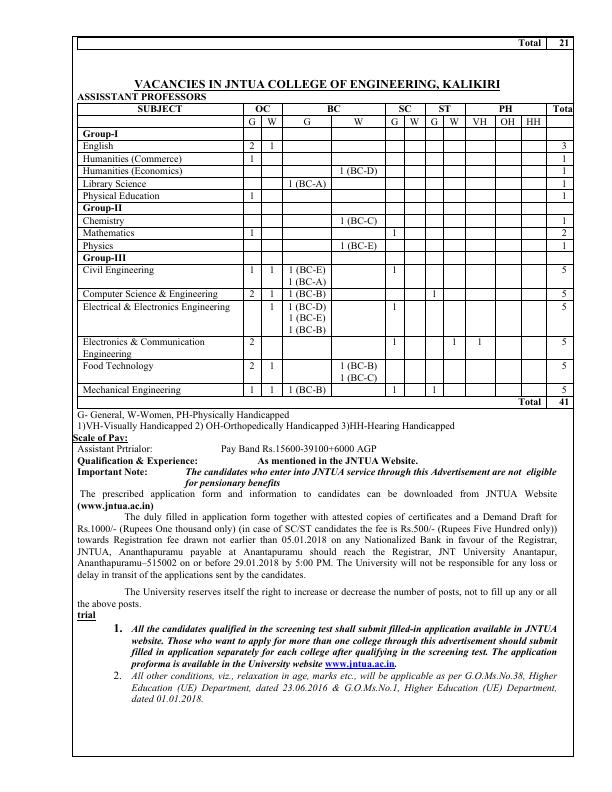 Total 21
VACANCIES IN JNTUA COLLEGE OF ENGINEERING, KALIKIRI
ASSISSTANT PROFESSORS
SUBJECT OC BC SC ST PH Tota
G W G W G W G W VH OH HH
Group-I
English 2 1 3
Humanities (Commerce) 1 1
Humanities (Economics) 1 (BC-D) 1
Library Science 1 (BC-A) 1
Physical Education 1 1
Group-II
Chemistry 1 (BC-C) 1
Mathematics 1 1 2
Physics 1 (BC-E) 1
Group-III
Civil Engineering 1 1 1 (BC-E) 1 5
1 (BC-A)
Computer Science & Engineering 2 1 1 (BC-B) 1 5
Electrical & Electronics Engineering 1 1 (BC-D) 1 5
1 (BC-E)
1 (BC-B)
Electronics & Communication 2 1 1 1 5
Engineering
Food Technology 2 1 1 (BC-B) 5
1 (BC-C)
Mechanical Engineering 1 1 1 (BC-B) 1 1 5
Total 41
G- General, W-Women, PH-Physically Handicapped
1)VH-Visually Handicapped 2) OH-Orthopedically Handicapped 3)HH-Hearing Handicapped
Scale of Pay:
Assistant Prtrialor: Pay Band Rs.15600-39100+6000 AGP
Qualification & Experience: As mentioned in the JNTUA Website.
Important Note: The candidates who enter into JNTUA service through this Advertisement are not eligible
for pensionary benefits
The prescribed application form and information to candidates can be downloaded from JNTUA Website
(www.jntua.ac.in)
The duly filled in application form together with attested copies of certificates and a Demand Draft for
Rs.1000/- (Rupees One thousand only) (in case of SC/ST candidates the fee is Rs.500/- (Rupees Five Hundred only))
towards Registration fee drawn not earlier than 05.01.2018 on any Nationalized Bank in favour of the Registrar,
JNTUA, Ananthapuramu payable at Anantapuramu should reach the Registrar, JNT University Anantapur,
Ananthapuramu–515002 on or before 29.01.2018 by 5:00 PM. The University will not be responsible for any loss or
delay in transit of the applications sent by the candidates.
The University reserves itself the right to increase or decrease the number of posts, not to fill up any or all
the above posts.
trial
1. All the candidates qualified in the screening test shall submit filled-in application available in JNTUA
website. Those who want to apply for more than one college through this advertisement should submit
filled in application separately for each college after qualifying in the screening test. The application
proforma is available in the University website www.jntua.ac.in.
2. All other conditions, viz., relaxation in age, marks etc., will be applicable as per G.O.Ms.No.38, Higher
Education (UE) Department, dated 23.06.2016 & G.O.Ms.No.1, Higher Education (UE) Department,
dated 01.01.2018.